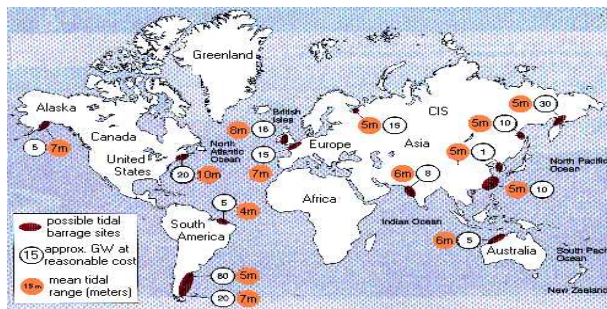 Greenland
Alaska
Canada
United
States
North
Atlantic
Ocean
British
Isles
Europe
CIS
Asia
Africa
South
America
Indian Ocean
North Pacific
Ocean
Australia
South Paci
Ocean
New Zealand
5 7m
20 10m
8m 16
15
7m
5m 15
5m 30
5m 10
5m 1
6m 8
5m 10
5
4m
6m 5
80 5m
20 7m
possible tidal
barrage sites
15 approx. GW at
reasonable cost
mean tidal
range (meters)